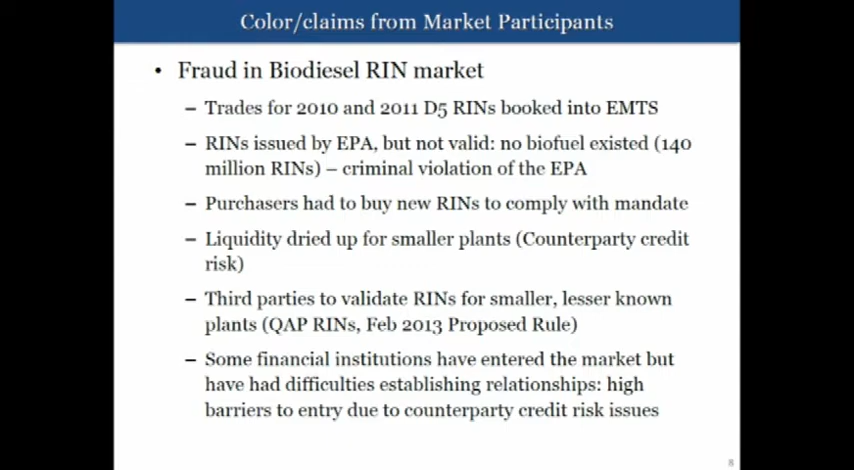 Color/claims from Market Participants
• Fraud in Biodiesel RIN market
– Trades for 2010 and 2011 D5 RINs booked into EMTS
– RINs issued by EPA, but not valid: no biofuel existed (140
million RINs) – criminal violation of the EPA
– Purchasers had to buy new RINs to comply with mandate
– Liquidity dried up for smaller plants (Counterparty credit
risk)
– Third parties to validate RINs for smaller, lesser known
plants (QAP RINs, Feb 2013 Proposed Rule)
– Some financial institutions have entered the market but
have had difficulties establishing relationships: high
barriers to entry due to counterparty credit risk issues
8